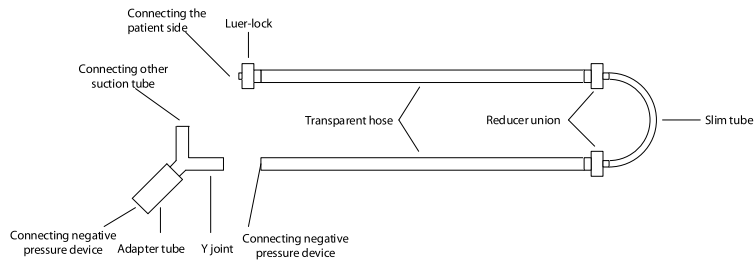 Connecting the
patient side
Luer-lock
Connecting other
suction tube
Transparent hose
Reducer union
Slim tube
Connecting negative
pressure device
Adapter tube
Y joint
Connecting negative
pressure device